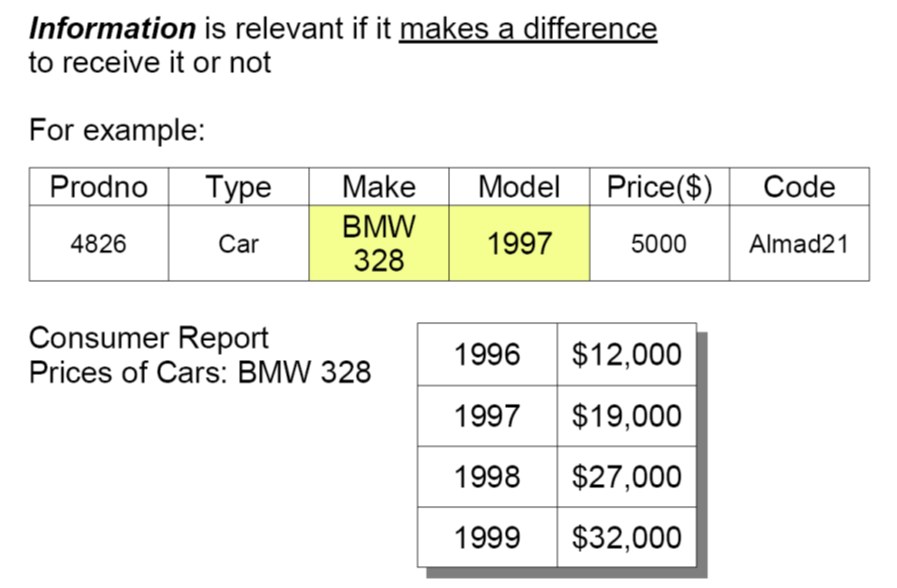 Information is relevant if it makes a difference
to receive it or not
For example:
Prodno Type Make Model Price($) Code
4826 Car BMW 328 1997 5000 Almad21
Consumer Report
Prices of Cars: BMW 328
1996 $12,000
1997 $19,000
1998 $27,000
1999 $32,000